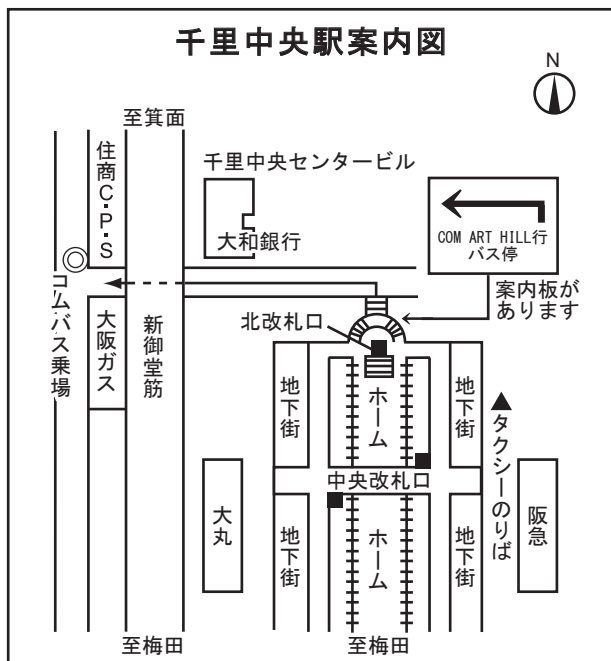 千里中央駅案内図
N
至箕面
住商C・P・S
千里中央センタービル
大和銀行
COM ART HILL行
バス停
案内板が
あります
コムバス乗場
大阪ガス
新御堂筋
北改札口
地下街
ホーム
地下街
▲タクシーのりば
中央改札口
大丸
地下街
ホーム
地下街
阪急
至梅田
至梅田